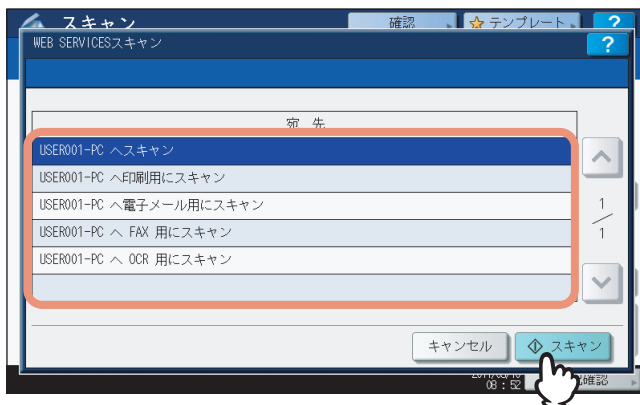 スキャン 確認 テンプレート ?
WEB SERVICESスキャン ?
宛 先
USER001-PC へスキャン
USER001-PC へ印刷用にスキャン
USER001-PC へ電子メール用にスキャン
USER001-PC へ FAX 用にスキャン
USER001-PC へ OCR 用にスキャン
1
1
キャンセル スキャン
08:52 確認